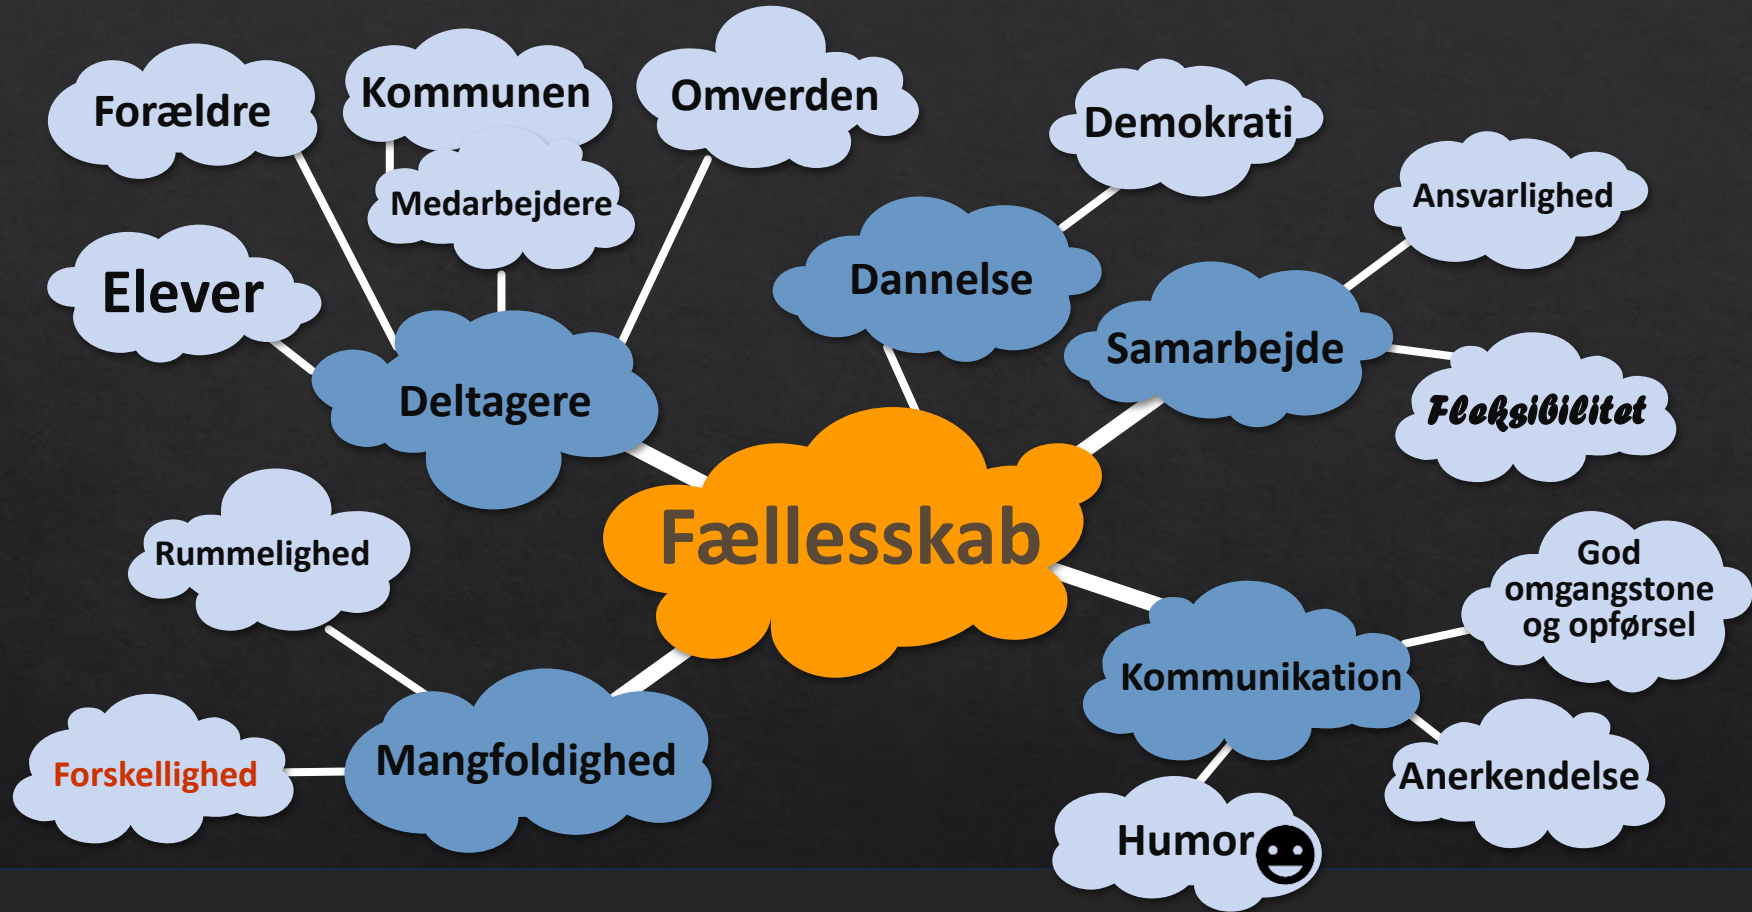 Forældre
Kommunen
Omverden
Medarbejdere
Elever
Deltagere
Demokrati
Dannelse
Ansvarlighed
Samarbejde
Fleksibilitet
Fællesskab
Rummelighed
Mangfoldighed
Forskellighed
God
omgangstone
og opførsel
Kommunikation
Anerkendelse
Humor